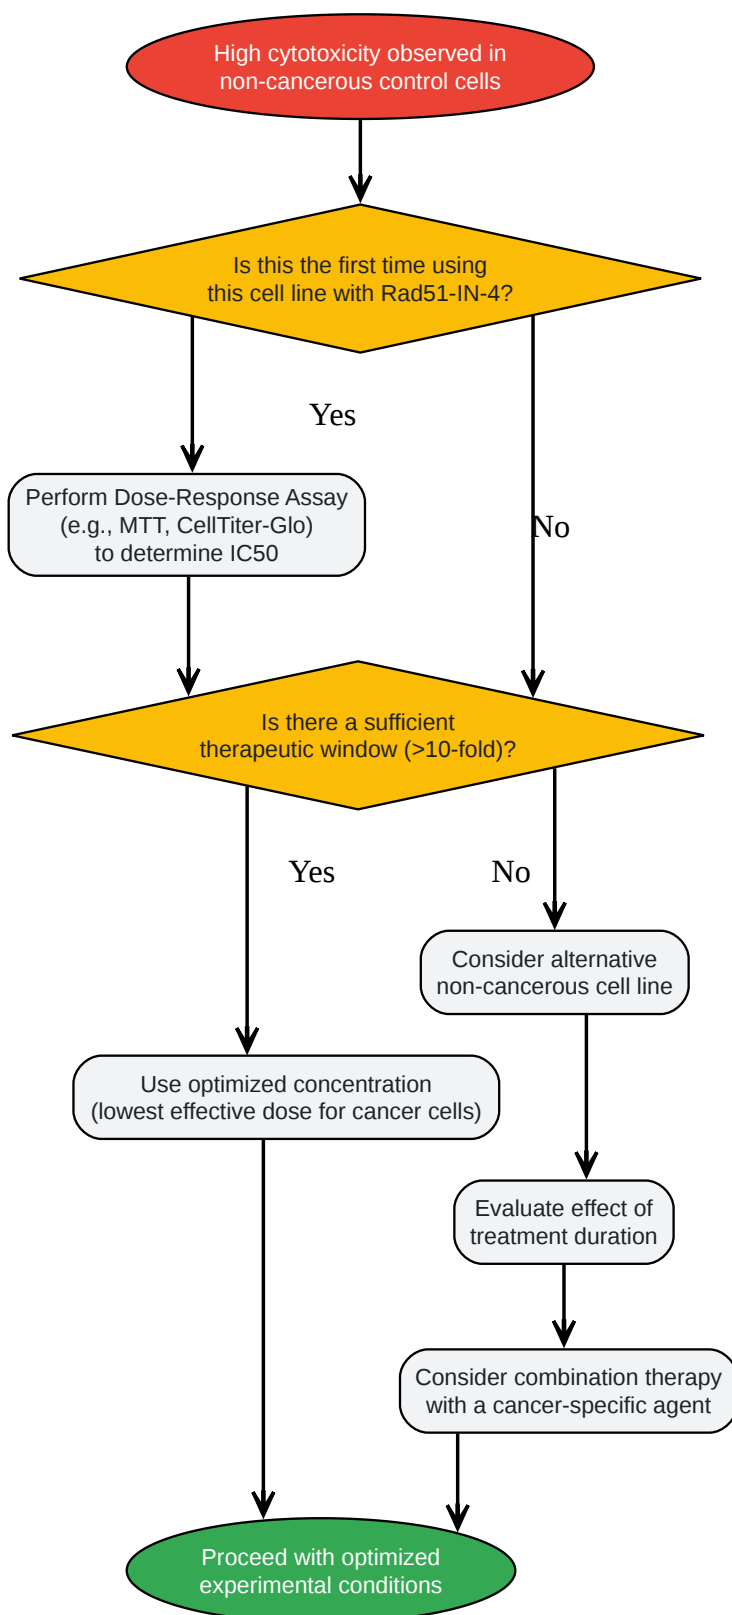 High cytotoxicity observed in
non-cancerous control cells
Is this the first time using
this cell line with Rad51-IN-4?
Yes
Perform Dose-Response Assay
(e.g., MTT, CellTiter-Glo)
to determine IC50
No
Is there a sufficient
therapeutic window (>10-fold)?
Yes
No
Consider alternative
non-cancerous cell line
Use optimized concentration
(lowest effective dose for cancer cells)
Evaluate effect of
treatment duration
Consider combination therapy
with a cancer-specific agent
Proceed with optimized
experimental conditions